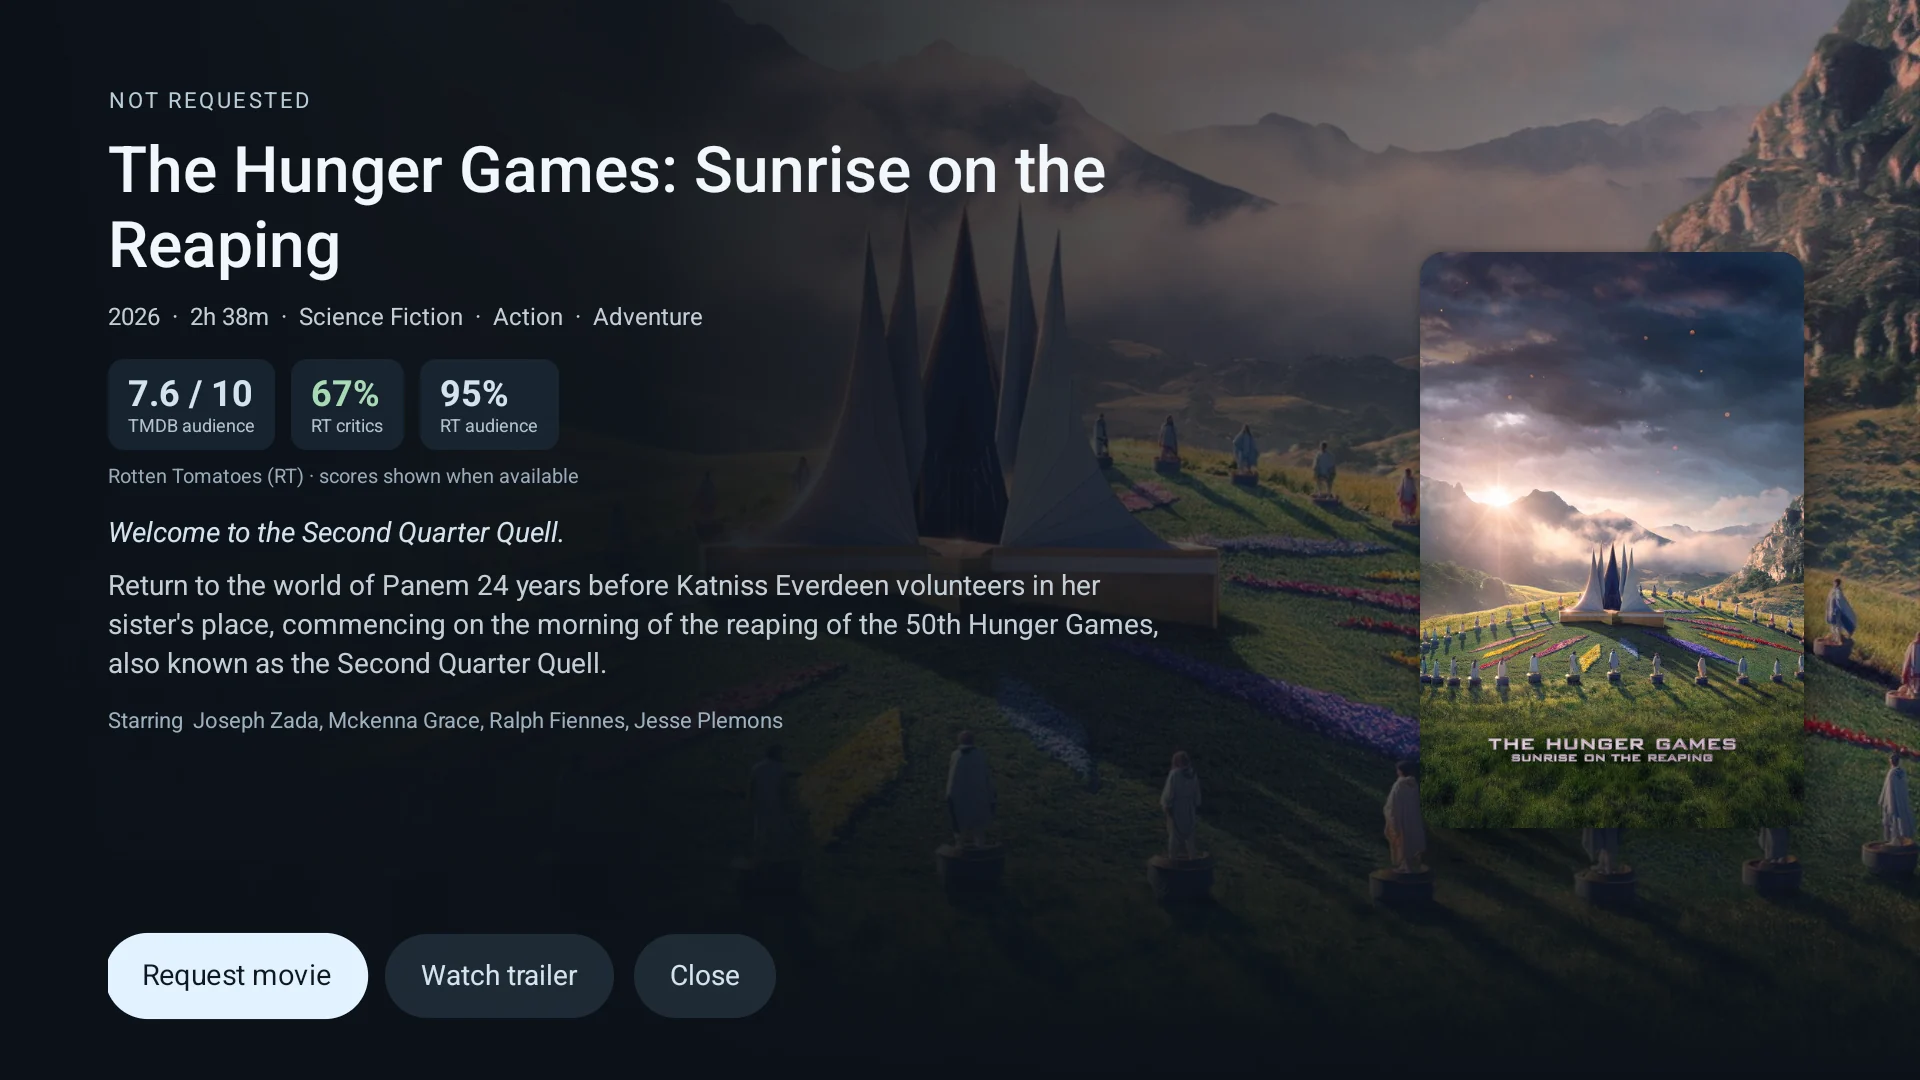 NOT REQUESTED
The Hunger Games: Sunrise on the
Reaping
2026 · 2h 38m · Science Fiction · Action · Adventure
7.6 / 10
TMDB audience
67%
RT critics
95%
RT audience
Rotten Tomatoes (RT) · scores shown when available
Welcome to the Second Quarter Quell.
Return to the world of Panem 24 years before Katniss Everdeen volunteers in her
sister's place, commencing on the morning of the reaping of the 50th Hunger Games,
also known as the Second Quarter Quell.
Starring Joseph Zada, Mckenna Grace, Ralph Fiennes, Jesse Plemons
THE HUNGER GAMES
SUNRISE ON THE REAPING
Request movie
Watch trailer
Close